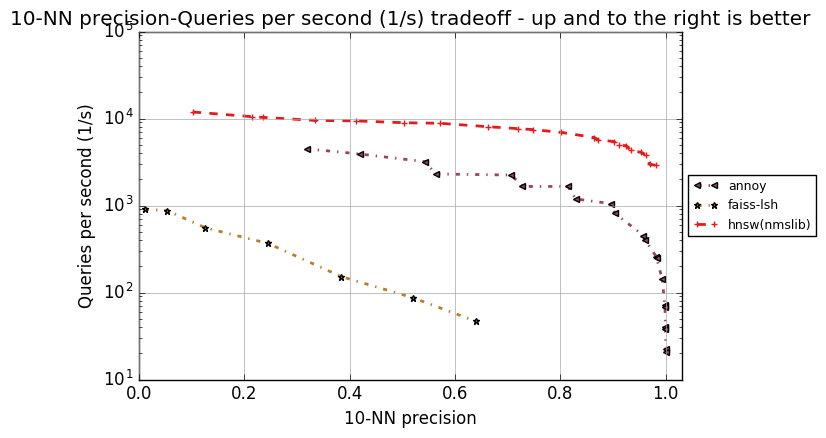 10-NN precision-Queries per second (1/s) tradeoff - up and to the right is better
10^5
10^4
10^3
10^2
10^1
Queries per second (1/s)
0.0 0.2 0.4 0.6 0.8 1.0
10-NN precision
annoy
faiss-lsh
hnsw(nmslib)